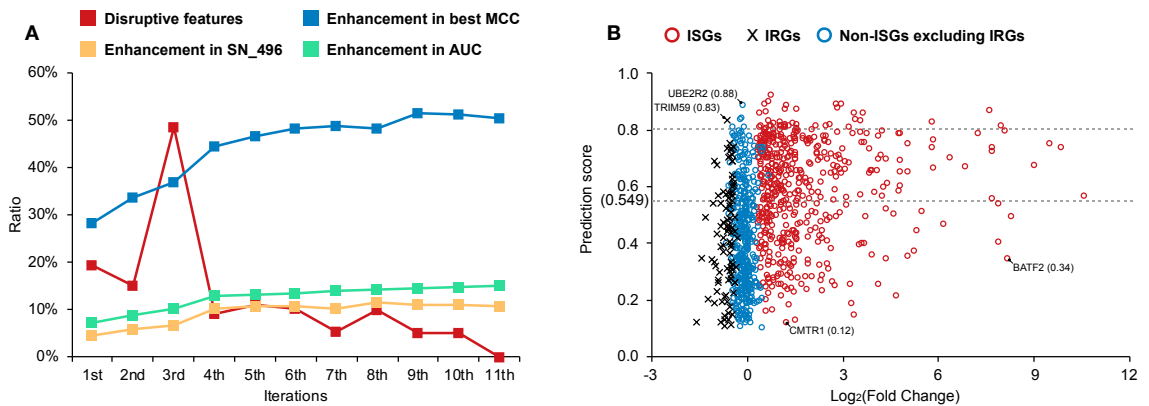 A
Disruptive features
Enhancement in best MCC
Enhancement in SN_496
Enhancement in AUC
60%
50%
40%
30%
20%
10%
0%
Ratio
1st 2nd 3rd 4th 5th 6th 7th 8th 9th 10th 11th
Iterations
B
ISGs IRGs Non-ISGs excluding IRGs
1.0
0.8
0.6
(0.549)
0.4
0.2
0.0
Prediction score
UBE2R2 (0.88)
TRIM59 (0.83)
BATF2 (0.34)
CMTR1 (0.12)
-3 0 3 6 9 12
Log2(Fold Change)